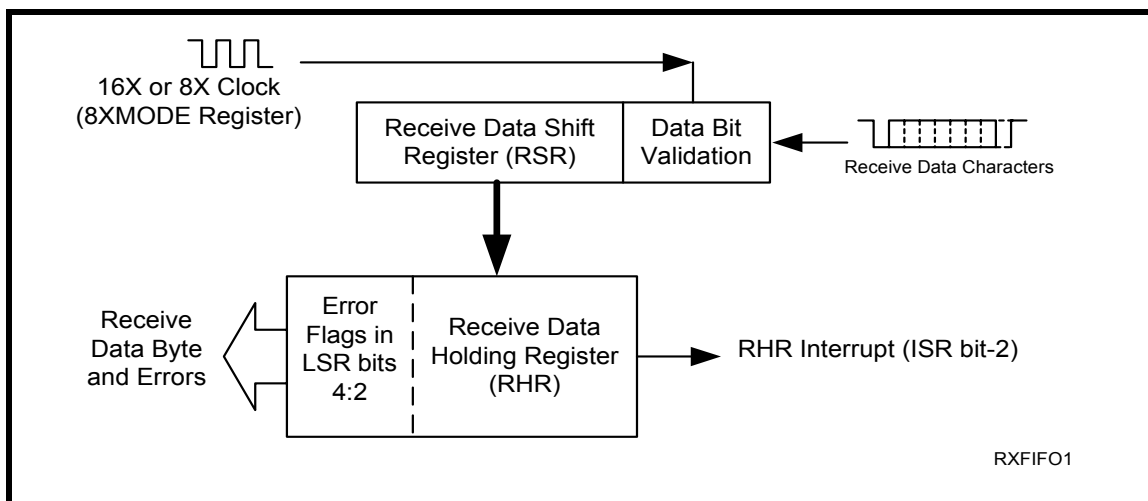 16X or 8X Clock
(8XMODE Register)
Receive Data Shift
Register (RSR)
Data Bit
Validation
Receive Data Characters
Receive
Data Byte
and Errors
Error
Flags in
LSR bits
4:2
Receive Data
Holding Register
(RHR)
RHR Interrupt (ISR bit-2)
RXFIFO1